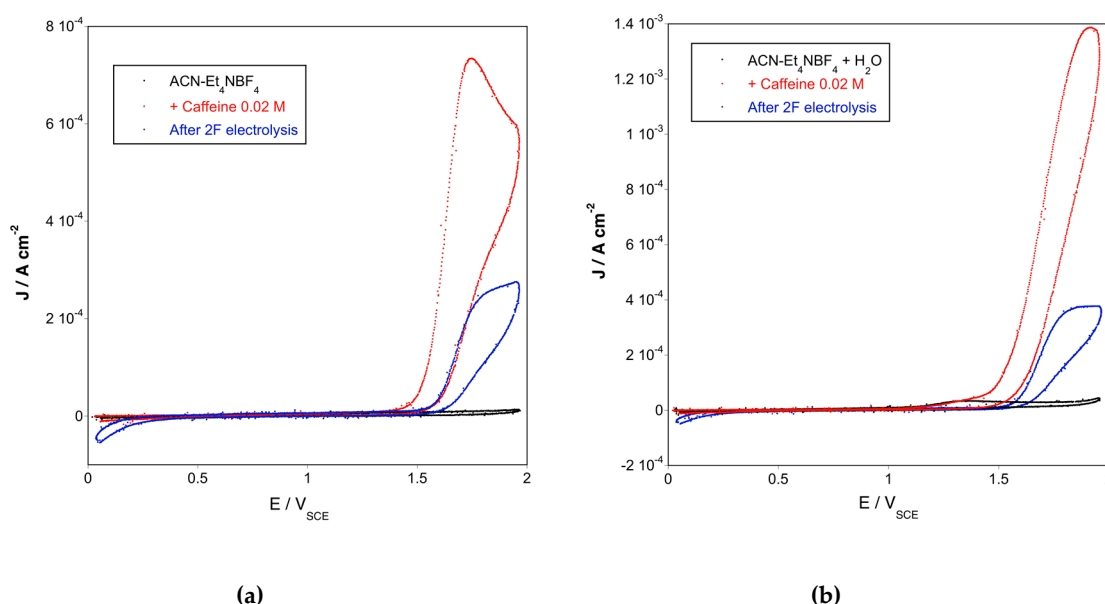 8 10⁻⁴
6 10⁻⁴
4 10⁻⁴
2 10⁻⁴
0
J / A cm⁻²
ACN-Et₄NBF₄
+ Caffeine 0.02 M
After 2F electrolysis
0 0.5 1 1.5 2
E / V_SCE
(a)
1.4 10⁻³
1.2 10⁻³
1 10⁻³
8 10⁻⁴
6 10⁻⁴
4 10⁻⁴
2 10⁻⁴
0
-2 10⁻⁴
J / A cm⁻²
ACN-Et₄NBF₄ + H₂O
+ Caffeine 0.02 M
After 2F electrolysis
0 0.5 1 1.5
E / V_SCE
(b)